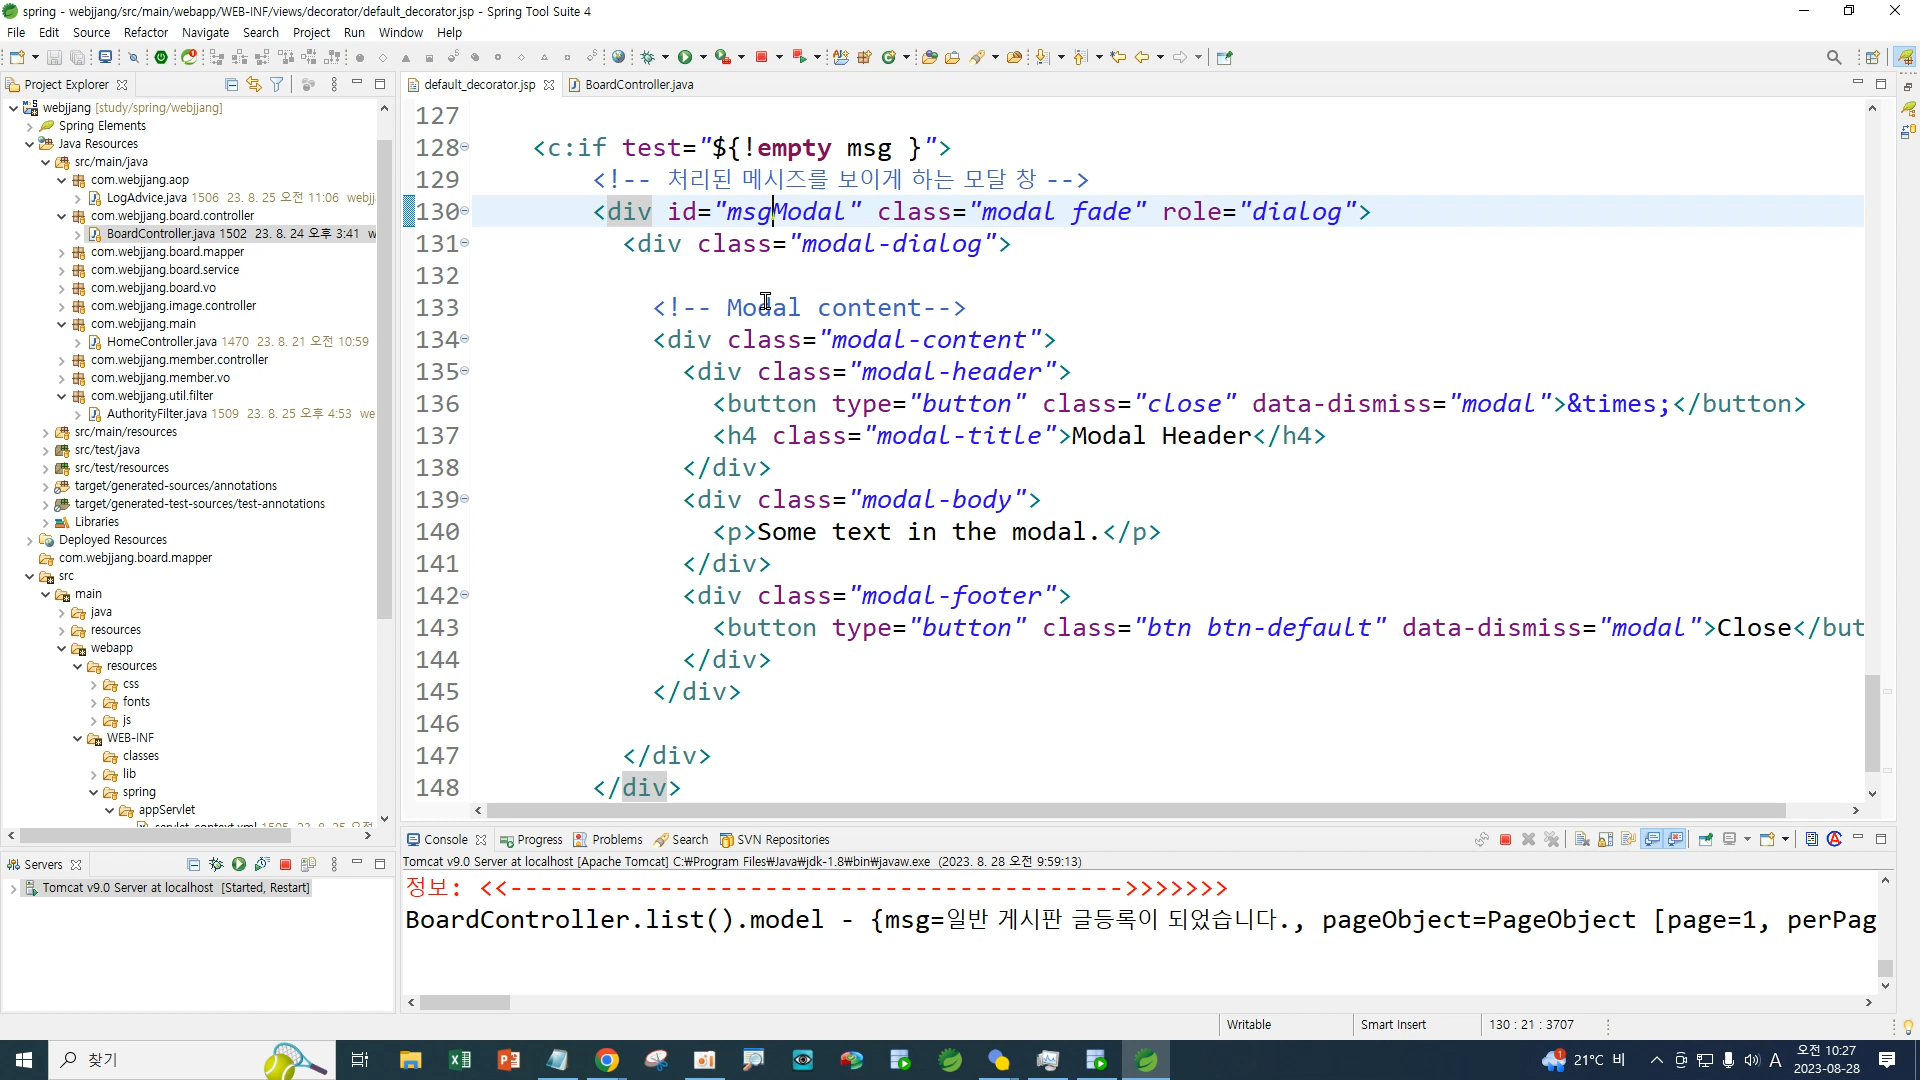 spring - webjjang/src/main/webapp/WEB-INF/views/decorator/default_decorator.jsp - Spring Tool Suite 4
File Edit Source Refactor Navigate Search Project Run Window Help
Project Explorer
webjjang [study/spring/webjjang]
Spring Elements
Java Resources
src/main/java
com.webjjang.aop
LogAdvice.java 1506 23. 8. 25 오전 11:06 webjj
com.webjjang.board.controller
BoardController.java 1502 23. 8. 24 오후 3:41 w
com.webjjang.board.mapper
com.webjjang.board.service
com.webjjang.board.vo
com.webjjang.image.controller
com.webjjang.main
HomeController.java 1470 23. 8. 21 오전 10:59
com.webjjang.member.controller
com.webjjang.member.vo
com.webjjang.util.filter
AuthorityFilter.java 1509 23. 8. 25 오후 4:53 we
src/main/resources
src/test/java
src/test/resources
target/generated-sources/annotations
target/generated-test-sources/test-annotations
Libraries
Deployed Resources
com.webjjang.board.mapper
src
main
java
resources
webapp
resources
css
fonts
js
WEB-INF
classes
lib
spring
appServlet
Servers
Tomcat v9.0 Server at localhost [Started, Restart]
default_decorator.jsp
BoardController.java
127
128 <c:if test="${!empty msg }">
129 <!-- 처리된 메시즈를 보이게 하는 모달 창 -->
130 <div id="msgModal" class="modal fade" role="dialog">
131 <div class="modal-dialog">
132
133 <!-- Modal content-->
134 <div class="modal-content">
135 <div class="modal-header">
136 <button type="button" class="close" data-dismiss="modal">&times;</button>
137 <h4 class="modal-title">Modal Header</h4>
138 </div>
139 <div class="modal-body">
140 <p>Some text in the modal.</p>
141 </div>
142 <div class="modal-footer">
143 <button type="button" class="btn btn-default" data-dismiss="modal">Close</but
144 </div>
145 </div>
146
147 </div>
148 </div>
Console Progress Problems Search SVN Repositories
Tomcat v9.0 Server at localhost [Apache Tomcat] C:₩Program Files₩Java₩jdk-1.8₩bin₩javaw.exe (2023. 8. 28 오전 9:59:13)
정보: <<----------------------------------------->>>>>>>
BoardController.list().model - {msg=일반 게시판 글등록이 되었습니다., pageObject=PageObject [page=1, perPag
Writable Smart Insert 130 : 21 : 3707
찾기
21°C 비
A
오전 10:27
2023-08-28